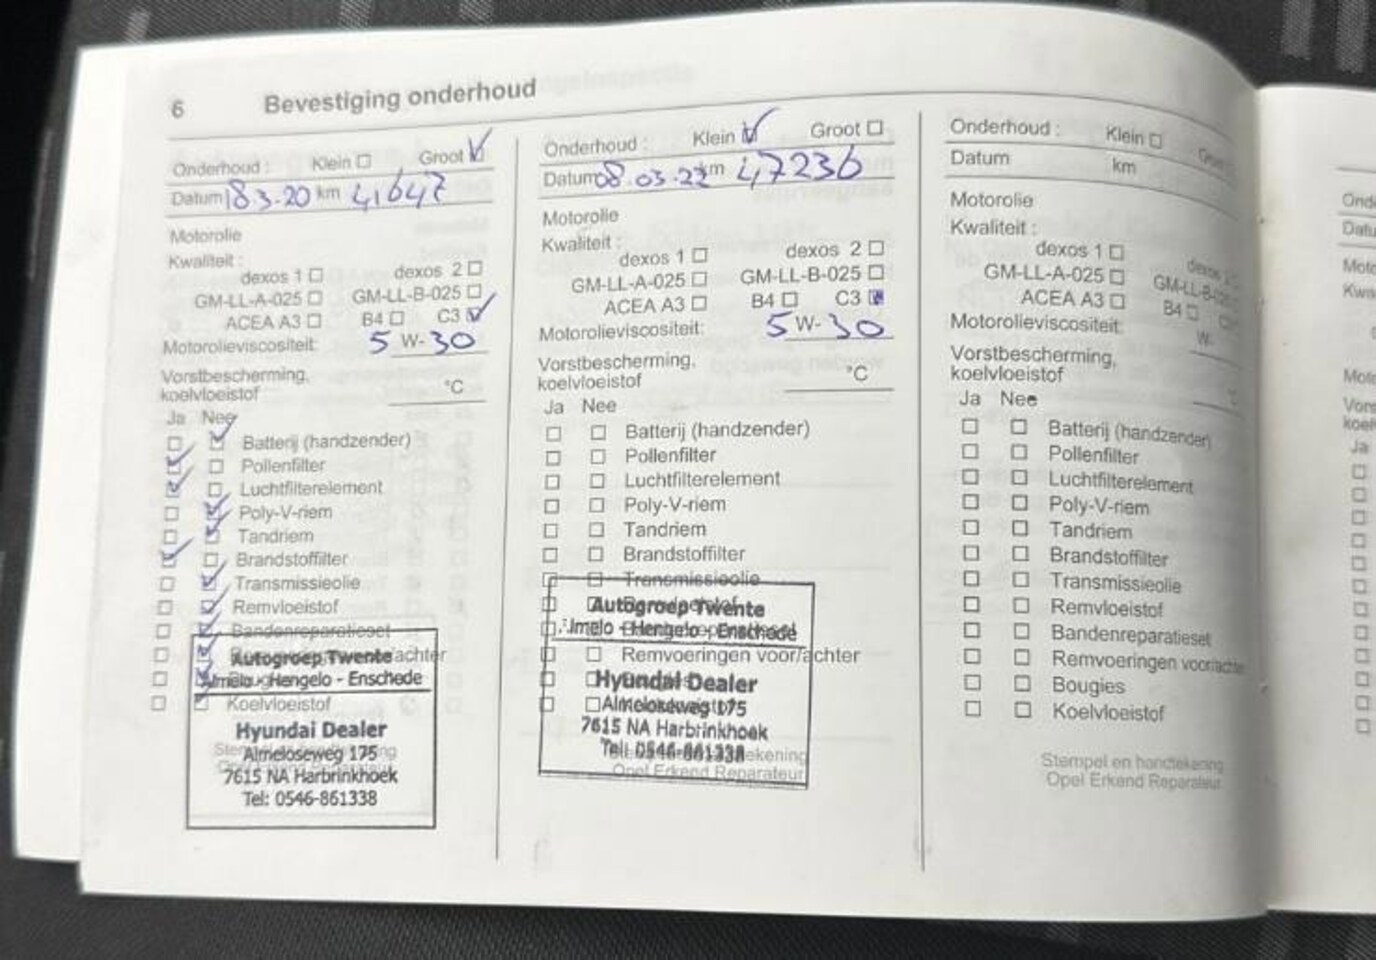 6 Bevestiging onderhoud
Onderhoud : Klein Groot
Datum 18.3.20 km 41647
Motorolie
Kwaliteit :
dexos 1 dexos 2
GM-LL-A-025 GM-LL-B-025
ACEA A3 B4 C3
Motorolieviscositeit: 5 W- 30
Vorstbescherming,
koelvloeistof °C
Ja Nee
Batterij (handzender)
Pollenfilter
Luchtfilterelement
Poly-V-riem
Tandriem
Brandstoffilter
Transmissieolie
Remvloeistof
Bandenreparatieset
achter
Koelvloeistof
Autogroep Twente
Almelo - Hengelo - Enschede
Hyundai Dealer
Almeloseweg 175
7615 NA Harbrinkhoek
Tel: 0546-861338
Onderhoud : Klein Groot
Datum 08.03.22 km 47236
Motorolie
Kwaliteit :
dexos 1 dexos 2
GM-LL-A-025 GM-LL-B-025
ACEA A3 B4 C3
Motorolieviscositeit: 5 W- 30
Vorstbescherming,
koelvloeistof °C
Ja Nee
Batterij (handzender)
Pollenfilter
Luchtfilterelement
Poly-V-riem
Tandriem
Brandstoffilter
Transmissieolie
Remvoeringen voor/achter
Autogroep Twente
Almelo - Hengelo - Enschede
Hyundai Dealer
Almeloseweg 175
7615 NA Harbrinkhoek
Tel: 0546-861338
Opel Erkend Reparateur
Onderhoud : Klein Groot
Datum km
Motorolie
Kwaliteit :
dexos 1 dexos
GM-LL-A-025 GM-LL-B-025
ACEA A3 B4
Motorolieviscositeit: W-
Vorstbescherming,
koelvloeistof
Ja Nee
Batterij (handzender)
Pollenfilter
Luchtfilterelement
Poly-V-riem
Tandriem
Brandstoffilter
Transmissieolie
Remvloeistof
Bandenreparatieset
Remvoeringen voor/achter
Bougies
Koelvloeistof
Stempel en handtekening
Opel Erkend Reparateur